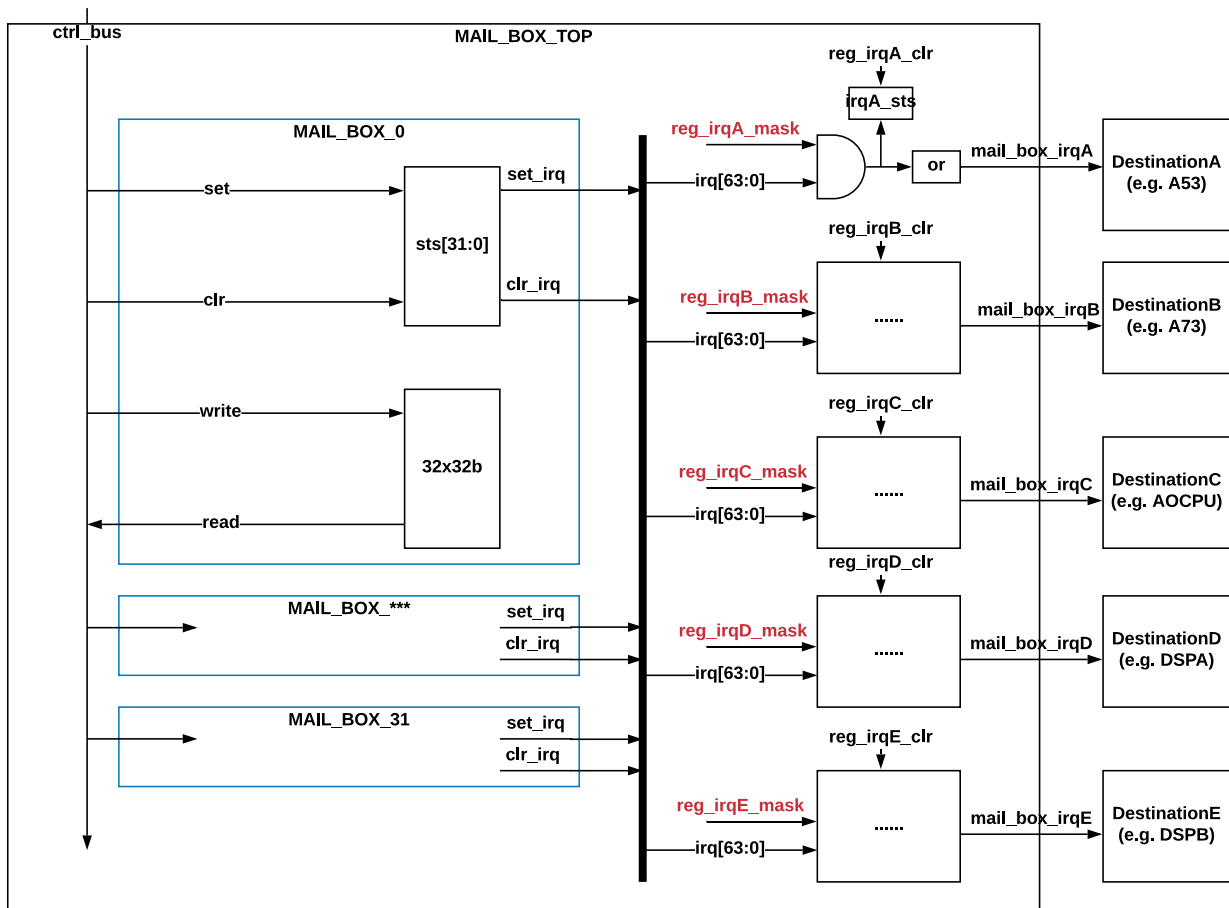 ctrl_bus
MAIL_BOX_TOP
MAIL_BOX_0
set
clr
sts[31:0]
set_irq
clr_irq
write
read
32x32b
MAIL_BOX_***
set_irq
clr_irq
MAIL_BOX_31
set_irq
clr_irq
reg_irqA_clr
irqA_sts
reg_irqA_mask
irq[63:0]
or
mail_box_irqA
DestinationA
(e.g. A53)
reg_irqB_clr
reg_irqB_mask
irq[63:0]
......
mail_box_irqB
DestinationB
(e.g. A73)
reg_irqC_clr
reg_irqC_mask
irq[63:0]
......
mail_box_irqC
DestinationC
(e.g. AOCPU)
reg_irqD_clr
reg_irqD_mask
irq[63:0]
......
mail_box_irqD
DestinationD
(e.g. DSPA)
reg_irqE_clr
reg_irqE_mask
irq[63:0]
......
mail_box_irqE
DestinationE
(e.g. DSPB)